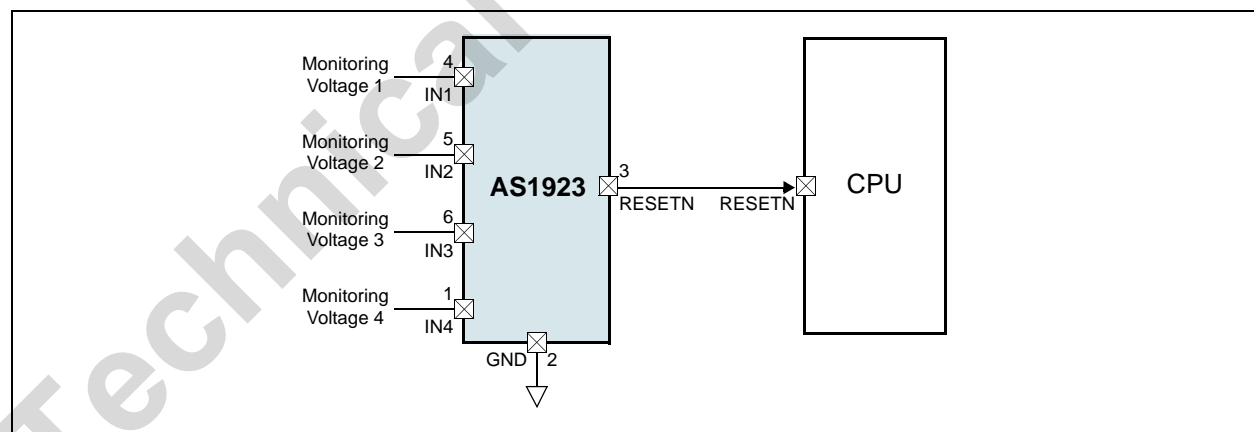 Monitoring
Voltage 1
4
IN1
Monitoring
Voltage 2
5
IN2
Monitoring
Voltage 3
6
IN3
Monitoring
Voltage 4
1
IN4
AS1923
GND 2
3
RESETN RESETN
CPU
Technical